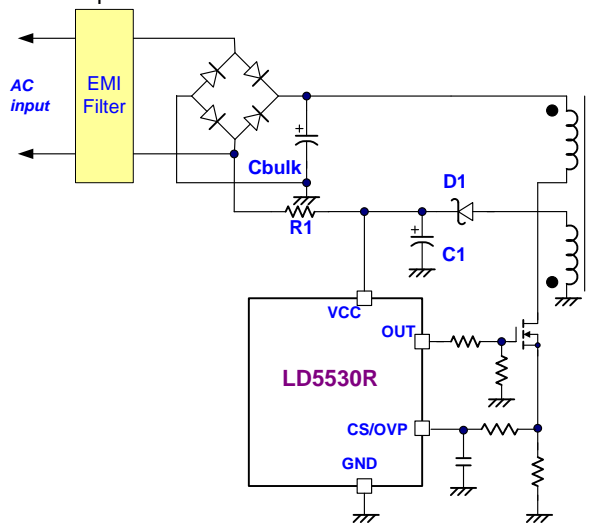 AC
input
EMI
Filter
+
Cbulk
R1
D1
+
C1
VCC
OUT
LD5530R
CS/OVP
GND